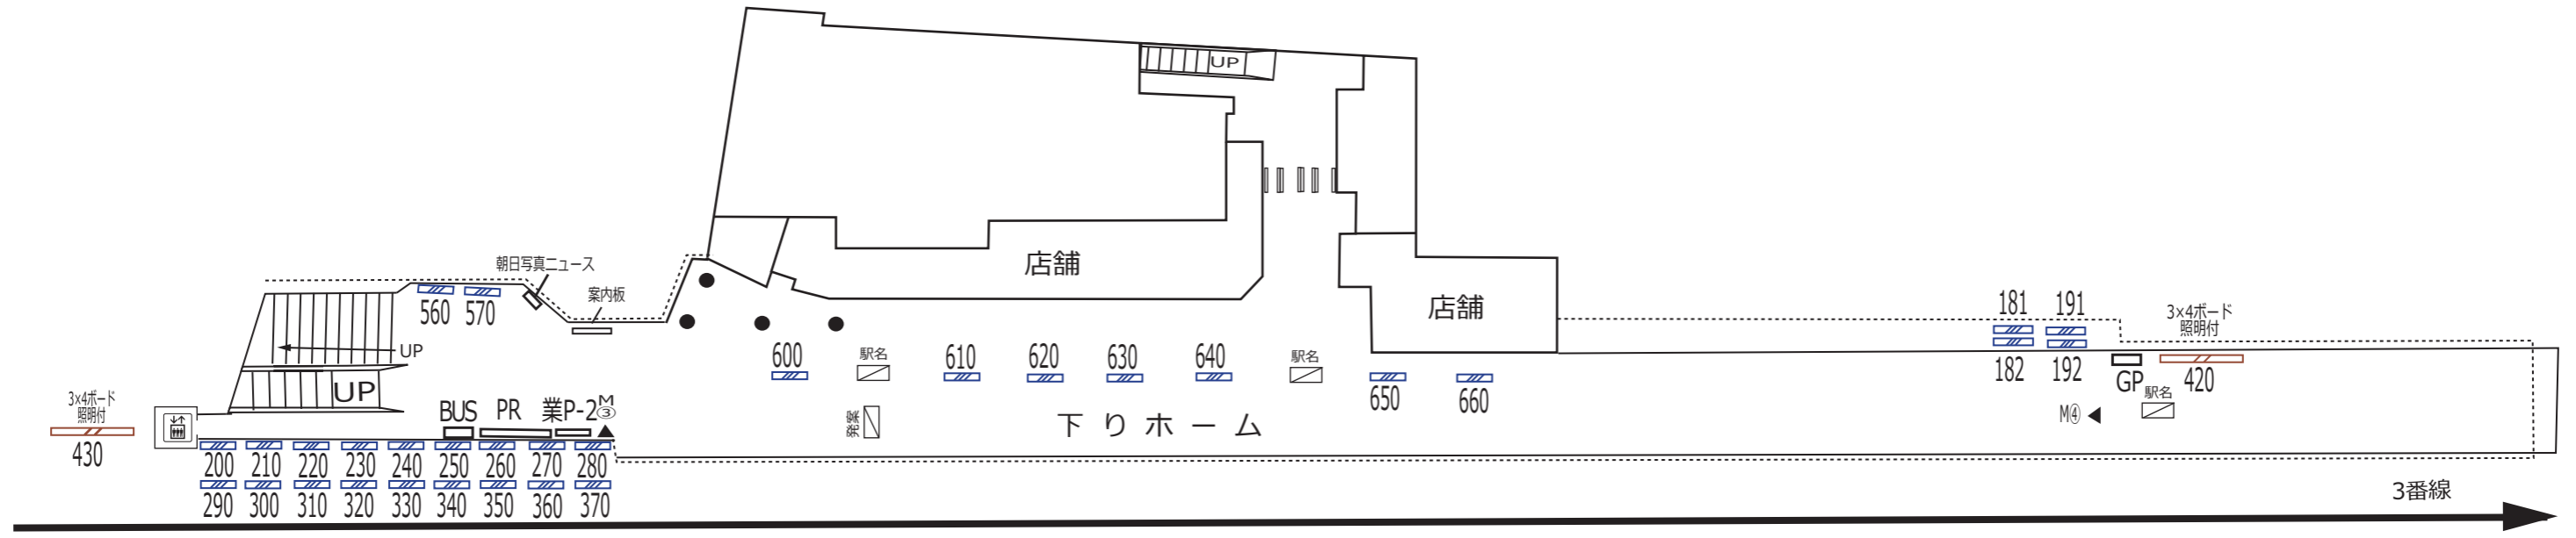 UP
店舗
店舗
朝日写真ニュース
案内板
560
570
UP
UP
3×4ボード
照明付
430
BUS
PR
業P-2
M
③
200
210
220
230
240
250
260
270
280
290
300
310
320
330
340
350
360
370
600
駅名
610
620
630
640
駅名
650
660
発案
下りホーム
181
191
182
192
3×4ボード
照明付
GP
420
駅名
M④
3番線